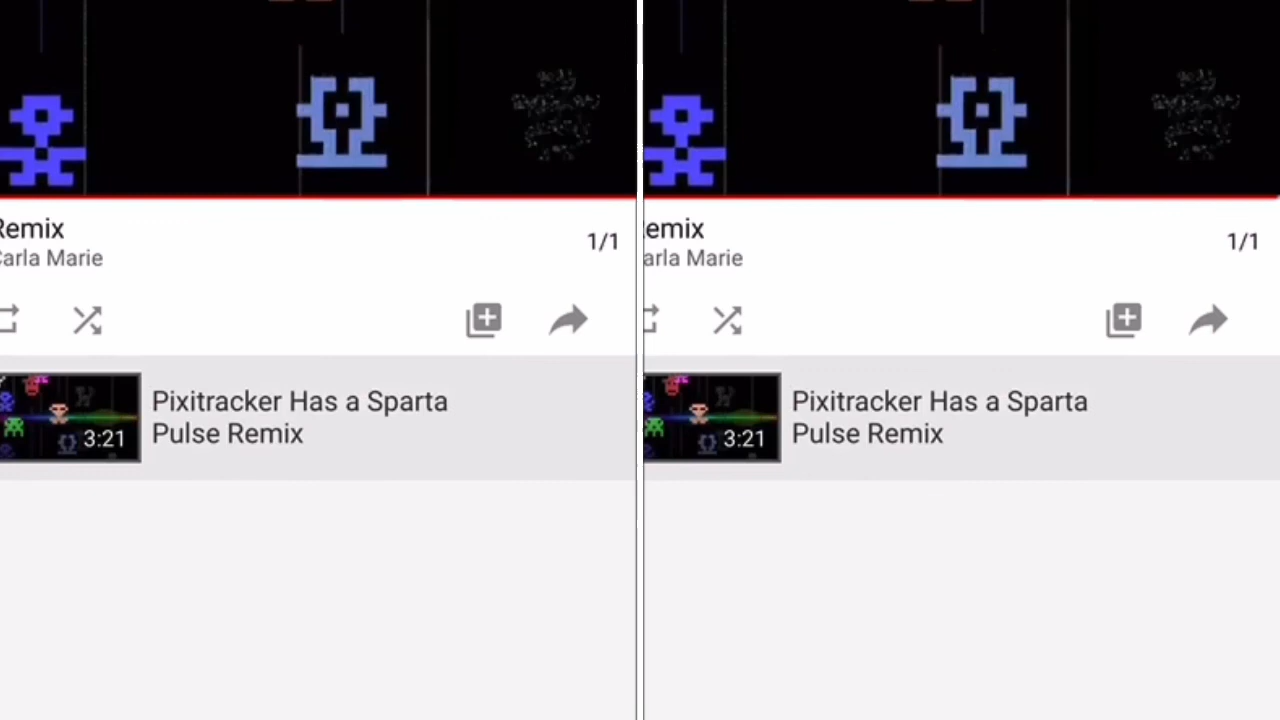 Remix
Carla Marie
1/1
3:21
Pixitracker Has a Sparta
Pulse Remix
emix
arla Marie
1/1
3:21
Pixitracker Has a Sparta
Pulse Remix